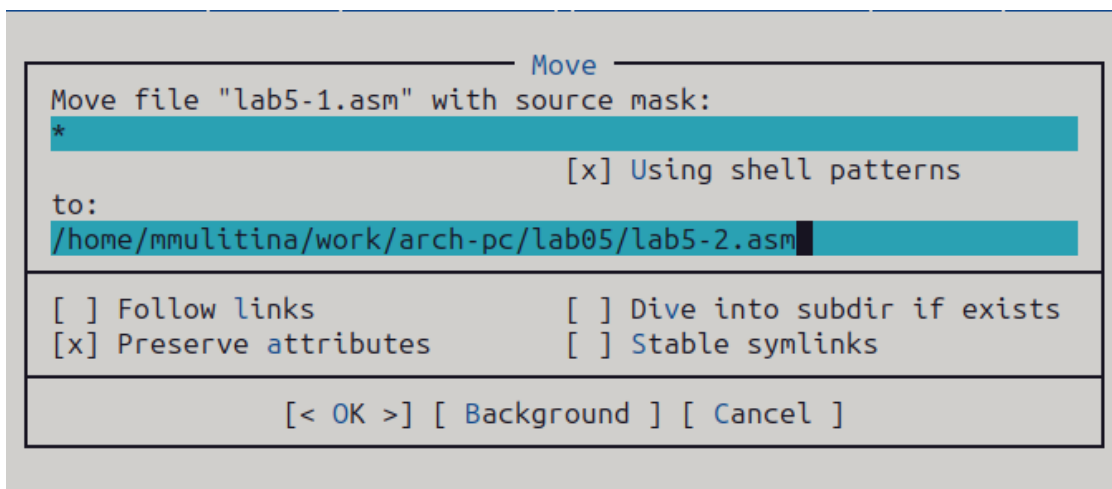 Move
Move file "lab5-1.asm" with source mask:
*
[x] Using shell patterns
to:
/home/mmulitina/work/arch-pc/lab05/lab5-2.asm
[ ] Follow links [ ] Dive into subdir if exists
[x] Preserve attributes [ ] Stable symlinks
[< OK >] [ Background ] [ Cancel ]